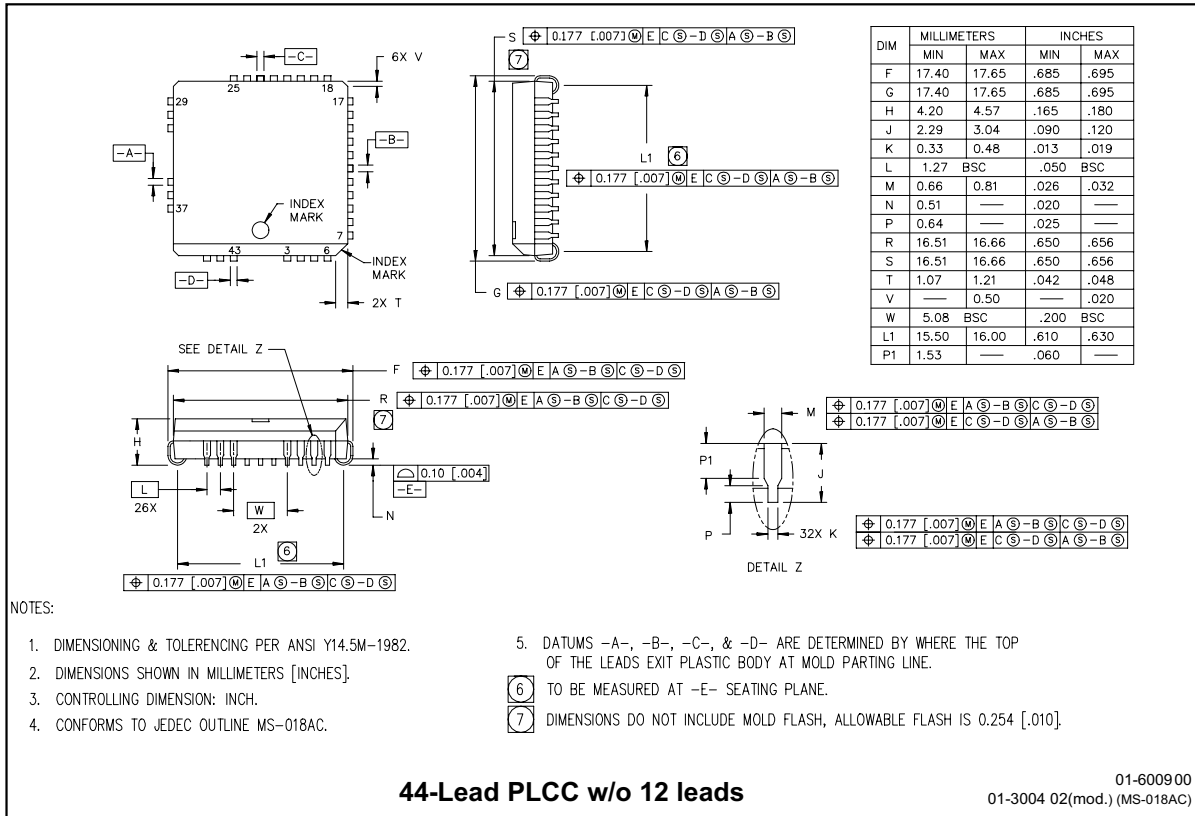 -C-
6X V
25
18
29
17
-A-
-B-
37
INDEX
MARK
7
43
3
6
INDEX
MARK
-D-
2X T
S ⌖ 0.177 [.007]Ⓜ E C Ⓢ-D Ⓢ A Ⓢ-B Ⓢ
7
L1 6
⌖ 0.177 [.007]Ⓜ E C Ⓢ-D Ⓢ A Ⓢ-B Ⓢ
G ⌖ 0.177 [.007]Ⓜ E C Ⓢ-D Ⓢ A Ⓢ-B Ⓢ
DIM MILLIMETERS INCHES
MIN MAX MIN MAX
F 17.40 17.65 .685 .695
G 17.40 17.65 .685 .695
H 4.20 4.57 .165 .180
J 2.29 3.04 .090 .120
K 0.33 0.48 .013 .019
L 1.27 BSC .050 BSC
M 0.66 0.81 .026 .032
N 0.51 — .020 —
P 0.64 — .025 —
R 16.51 16.66 .650 .656
S 16.51 16.66 .650 .656
T 1.07 1.21 .042 .048
V — 0.50 — .020
W 5.08 BSC .200 BSC
L1 15.50 16.00 .610 .630
P1 1.53 — .060 —
SEE DETAIL Z
F ⌖ 0.177 [.007]Ⓜ E A Ⓢ-B Ⓢ C Ⓢ-D Ⓢ
R ⌖ 0.177 [.007]Ⓜ E A Ⓢ-B Ⓢ C Ⓢ-D Ⓢ
7
H
⌓ 0.10 [.004]
-E-
L
26X
W
2X
N
L1 6
⌖ 0.177 [.007]Ⓜ E A Ⓢ-B Ⓢ C Ⓢ-D Ⓢ
M ⌖ 0.177 [.007]Ⓜ E A Ⓢ-B Ⓢ C Ⓢ-D Ⓢ
⌖ 0.177 [.007]Ⓜ E C Ⓢ-D Ⓢ A Ⓢ-B Ⓢ
P1
J
P
32X K
⌖ 0.177 [.007]Ⓜ E A Ⓢ-B Ⓢ C Ⓢ-D Ⓢ
⌖ 0.177 [.007]Ⓜ E C Ⓢ-D Ⓢ A Ⓢ-B Ⓢ
DETAIL Z
NOTES:
1. DIMENSIONING & TOLERENCING PER ANSI Y14.5M-1982.
2. DIMENSIONS SHOWN IN MILLIMETERS [INCHES].
3. CONTROLLING DIMENSION: INCH.
4. CONFORMS TO JEDEC OUTLINE MS-018AC.
5. DATUMS -A-, -B-, -C-, & -D- ARE DETERMINED BY WHERE THE TOP
OF THE LEADS EXIT PLASTIC BODY AT MOLD PARTING LINE.
6 TO BE MEASURED AT -E- SEATING PLANE.
7 DIMENSIONS DO NOT INCLUDE MOLD FLASH, ALLOWABLE FLASH IS 0.254 [.010].
44-Lead PLCC w/o 12 leads
01-600900
01-3004 02(mod.) (MS-018AC)